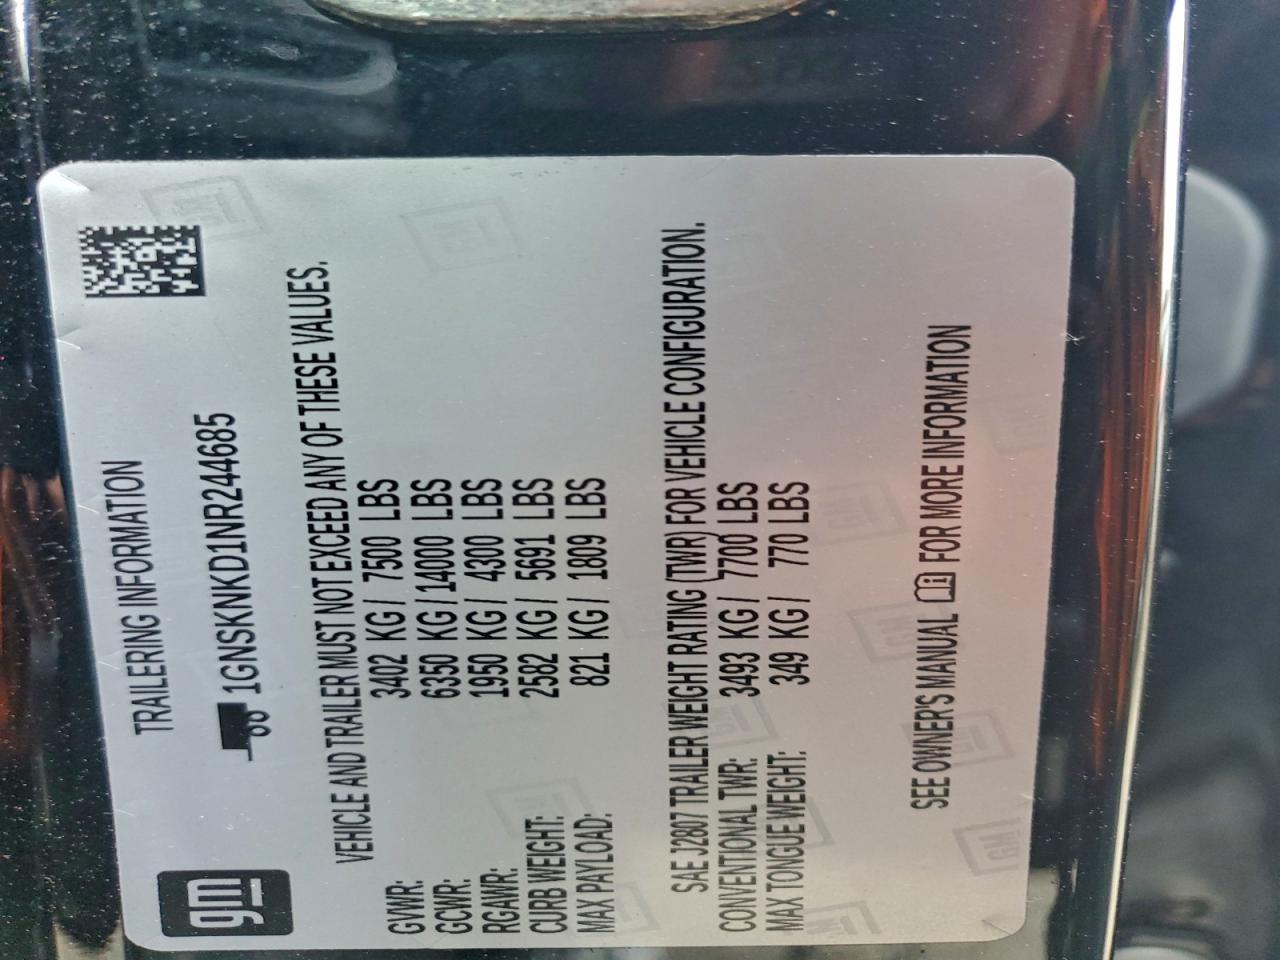 gm
TRAILERING INFORMATION
1GNSKNKD1NR244685
VEHICLE AND TRAILER MUST NOT EXCEED ANY OF THESE VALUES.
GVWR: 3402 KG / 7500 LBS
GCWR: 6350 KG / 14000 LBS
RGAWR: 1950 KG / 4300 LBS
CURB WEIGHT: 2582 KG / 5691 LBS
MAX PAYLOAD: 821 KG / 1809 LBS
SAE J2807 TRAILER WEIGHT RATING (TWR) FOR VEHICLE CONFIGURATION.
CONVENTIONAL TWR: 3493 KG / 7700 LBS
MAX TONGUE WEIGHT: 349 KG / 770 LBS
SEE OWNER'S MANUAL FOR MORE INFORMATION